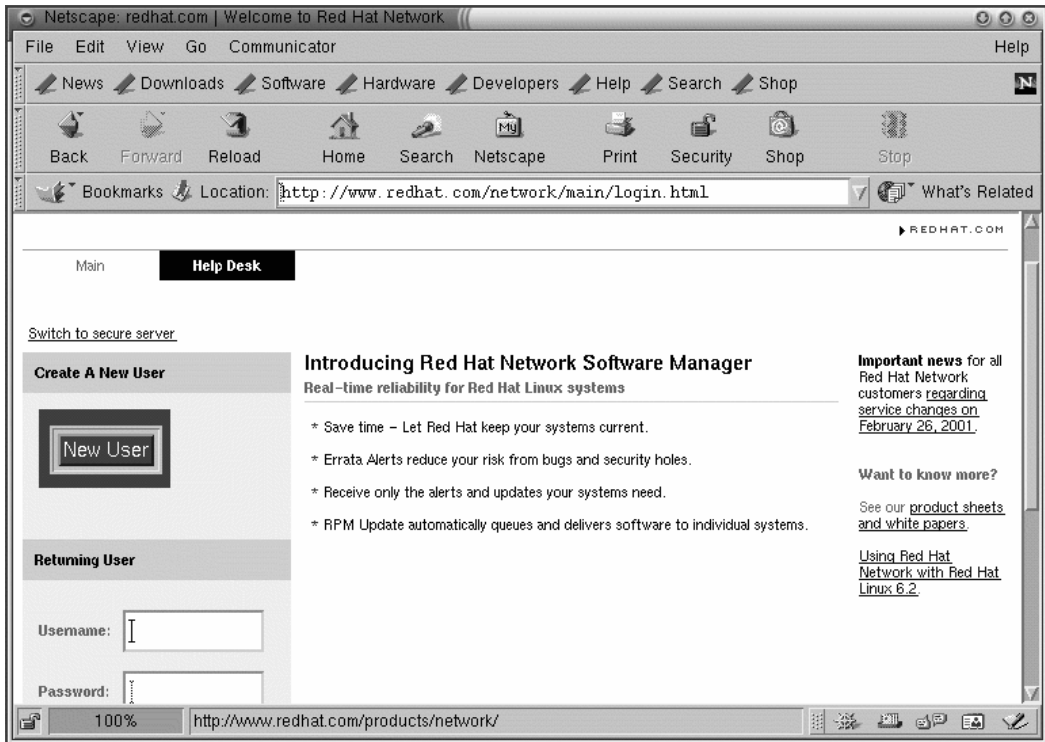 Netscape: redhat.com | Welcome to Red Hat Network
File Edit View Go Communicator Help
News Downloads Software Hardware Developers Help Search Shop
N
My
Back Forward Reload Home Search Netscape Print Security Shop Stop
Bookmarks Location: http://www.redhat.com/network/main/login.html What's Related
REDHAT.COM
Main Help Desk
Switch to secure server
Create A New User
New User
Returning User
Username:
Password:
Introducing Red Hat Network Software Manager
Real-time reliability for Red Hat Linux systems
* Save time – Let Red Hat keep your systems current.
* Errata Alerts reduce your risk from bugs and security holes.
* Receive only the alerts and updates your systems need.
* RPM Update automatically queues and delivers software to individual systems.
Important news for all
Red Hat Network
customers regarding
service changes on
February 26, 2001.
Want to know more?
See our product sheets
and white papers.
Using Red Hat
Network with Red Hat
Linux 6.2.
100% http://www.redhat.com/products/network/